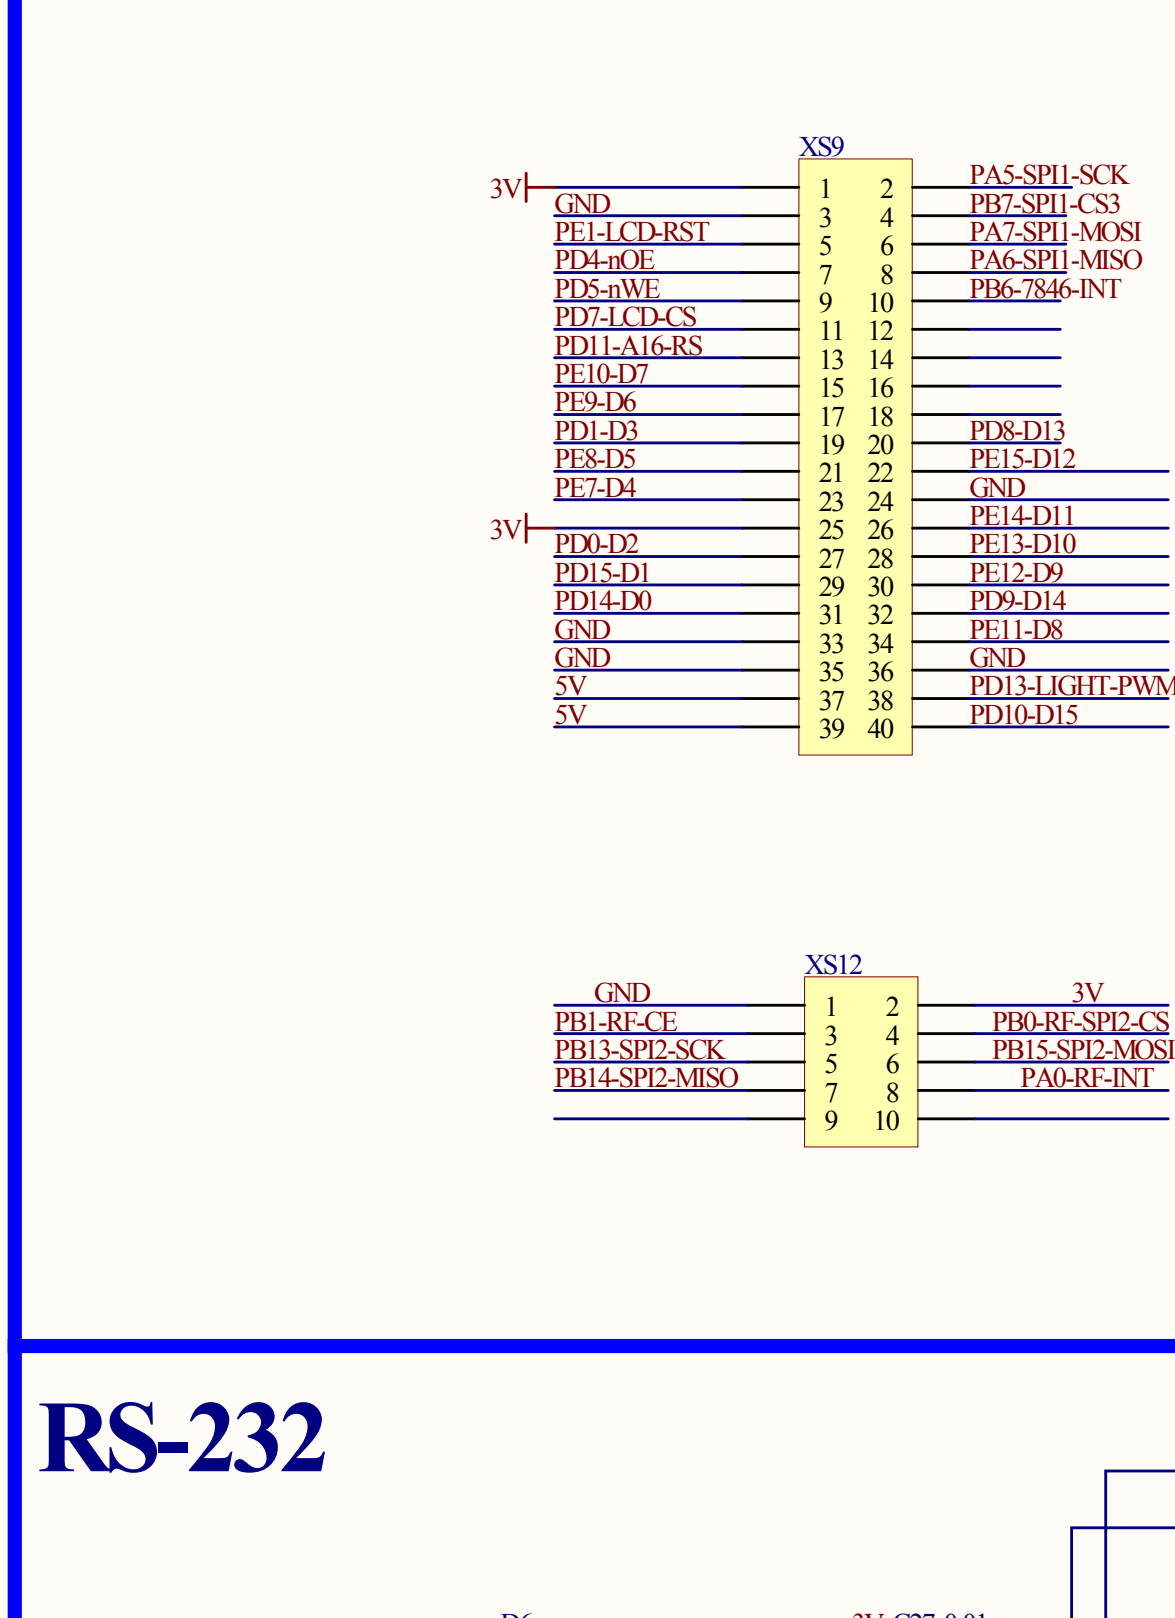 XS9
3V 1 2 PA5-SPI1-SCK
GND 3 4 PB7-SPI1-CS3
PE1-LCD-RST 5 6 PA7-SPI1-MOSI
PD4-nOE 7 8 PA6-SPI1-MISO
PD5-nWE 9 10 PB6-7846-INT
PD7-LCD-CS 11 12
PD11-A16-RS 13 14
PE10-D7 15 16
PE9-D6 17 18
PD1-D3 19 20 PD8-D13
PE8-D5 21 22 PE15-D12
PE7-D4 23 24 GND
3V 25 26 PE14-D11
PD0-D2 27 28 PE13-D10
PD15-D1 29 30 PE12-D9
PD14-D0 31 32 PD9-D14
GND 33 34 PE11-D8
GND 35 36 GND
5V 37 38 PD13-LIGHT-PWM
5V 39 40 PD10-D15
XS12
GND 1 2 3V
PB1-RF-CE 3 4 PB0-RF-SPI2-CS
PB13-SPI2-SCK 5 6 PB15-SPI2-MOSI
PB14-SPI2-MISO 7 8 PA0-RF-INT
9 10
RS-232
D6 3V C27 0.01